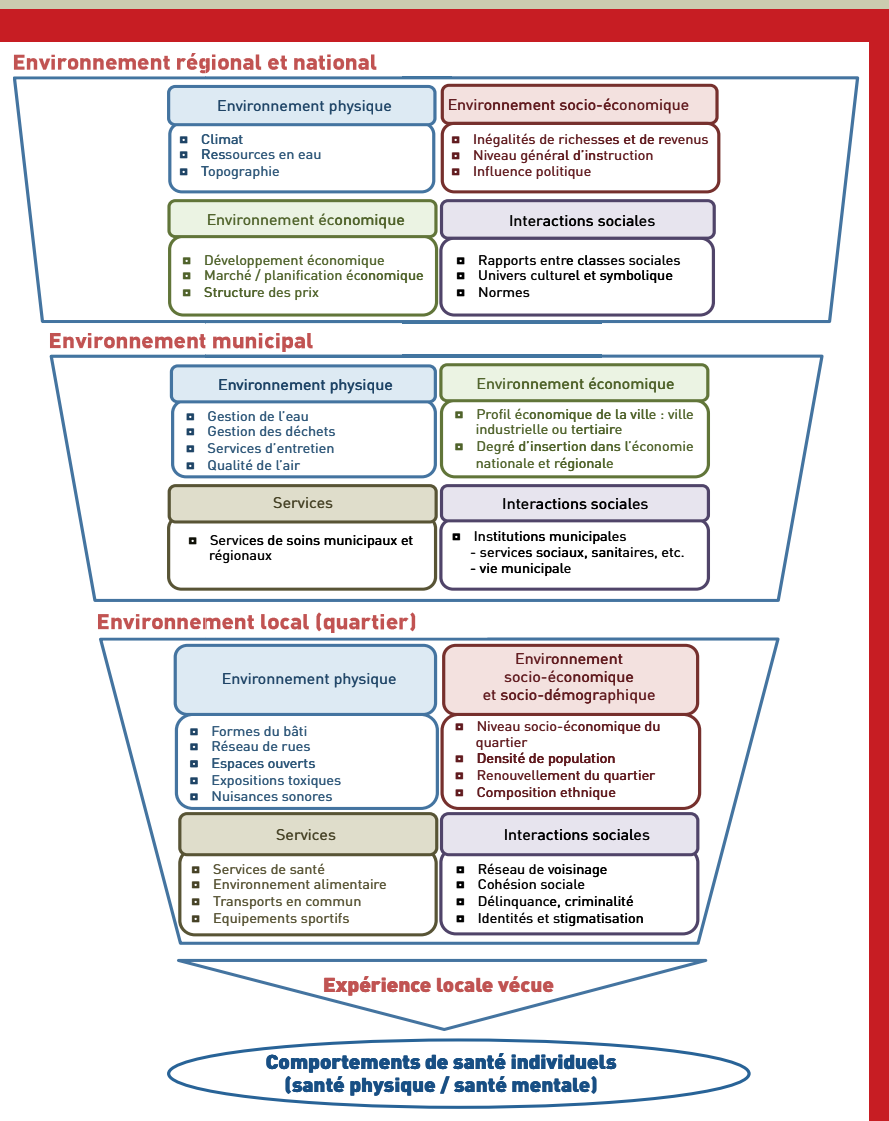 Environnement régional et national
Environnement physique
Climat
Ressources en eau
Topographie
Environnement socio-économique
Inégalités de richesses et de revenus
Niveau général d'instruction
Influence politique
Environnement économique
Développement économique
Marché / planification économique
Structure des prix
Interactions sociales
Rapports entre classes sociales
Univers culturel et symbolique
Normes
Environnement municipal
Environnement physique
Gestion de l'eau
Gestion des déchets
Services d'entretien
Qualité de l'air
Environnement économique
Profil économique de la ville : ville
industrielle ou tertiaire
Degré d'insertion dans l'économie
nationale et régionale
Services
Services de soins municipaux et
régionaux
Interactions sociales
Institutions municipales
- services sociaux, sanitaires, etc.
- vie municipale
Environnement local (quartier)
Environnement physique
Formes du bâti
Réseau de rues
Espaces ouverts
Expositions toxiques
Nuisances sonores
Environnement
socio-économique
et socio-démographique
Niveau socio-économique du
quartier
Densité de population
Renouvellement du quartier
Composition ethnique
Services
Services de santé
Environnement alimentaire
Transports en commun
Equipements sportifs
Interactions sociales
Réseau de voisinage
Cohésion sociale
Délinquance, criminalité
Identités et stigmatisation
Expérience locale vécue
Comportements de santé individuels
(santé physique / santé mentale)